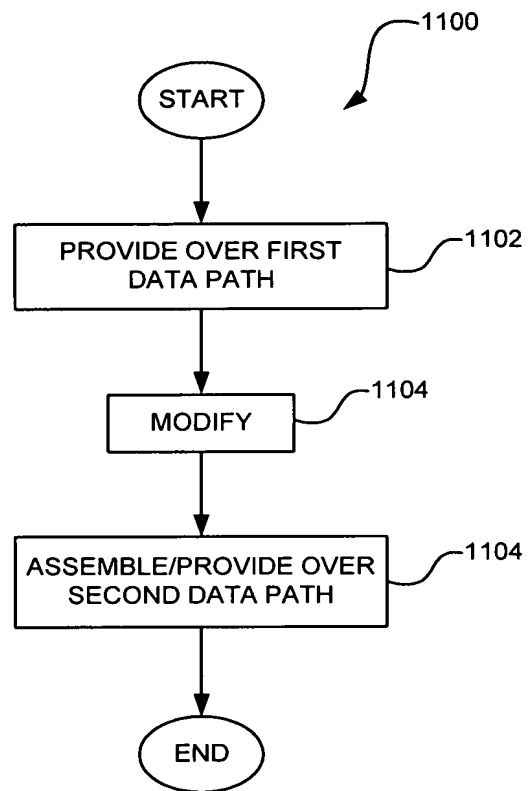 1100
START
PROVIDE OVER FIRST
DATA PATH
1102
MODIFY
1104
ASSEMBLE/PROVIDE OVER
SECOND DATA PATH
1104
END